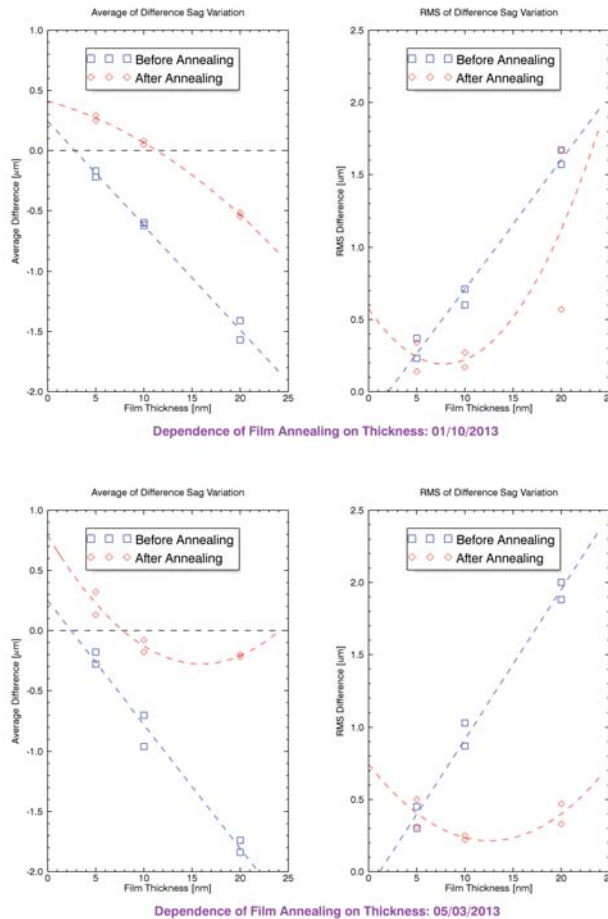 Average of Difference Sag Variation
1.0
0.5
0.0
-0.5
-1.0
-1.5
-2.0
Average Difference [μm]
Before Annealing
After Annealing
0 5 10 15 20 25
Film Thickness [nm]
RMS of Difference Sag Variation
2.5
2.0
1.5
1.0
0.5
0.0
RMS Difference [μm]
Before Annealing
After Annealing
0 5 10 15 20 25
Film Thickness [nm]
Dependence of Film Annealing on Thickness: 01/10/2013
Average of Difference Sag Variation
1.0
0.5
0.0
-0.5
-1.0
-1.5
-2.0
Average Difference [μm]
Before Annealing
After Annealing
0 5 10 15 20 25
Film Thickness [nm]
RMS of Difference Sag Variation
2.5
2.0
1.5
1.0
0.5
0.0
RMS Difference [μm]
Before Annealing
After Annealing
0 5 10 15 20 25
Film Thickness [nm]
Dependence of Film Annealing on Thickness: 05/03/2013